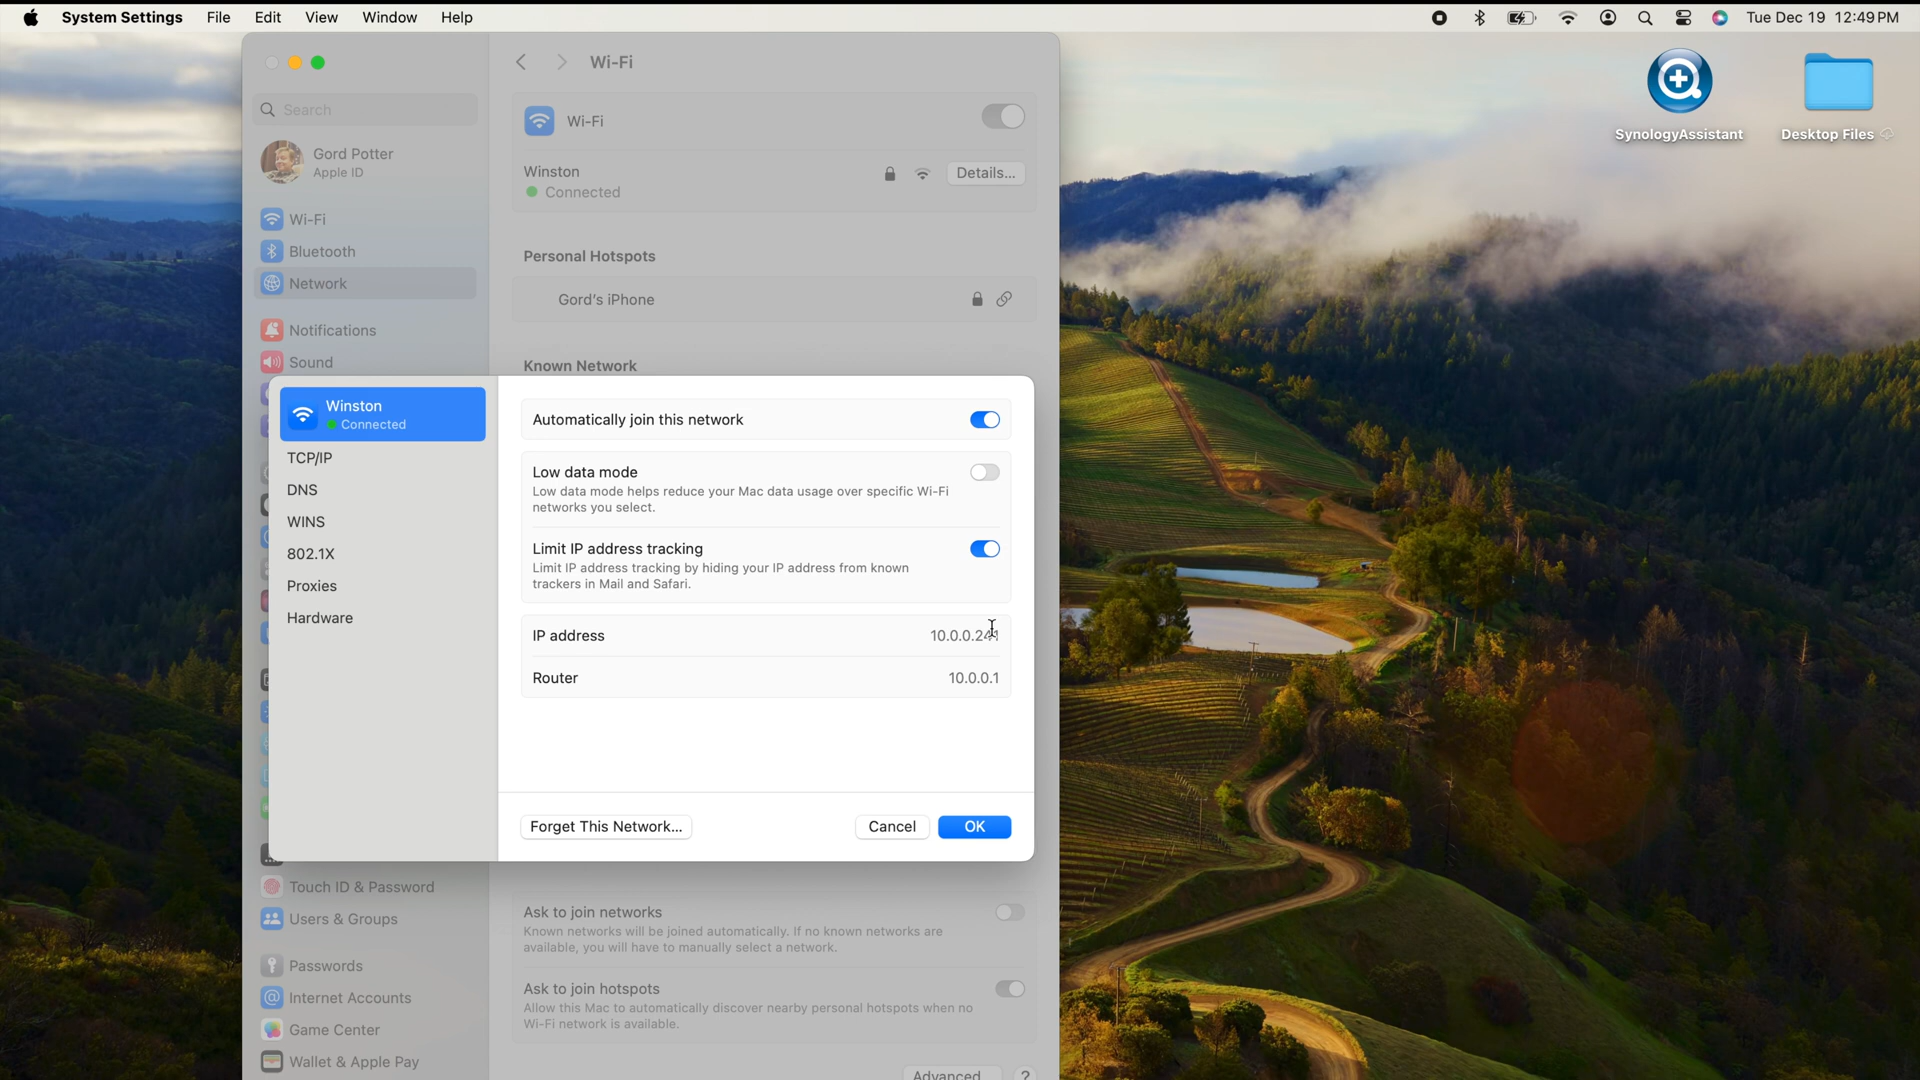 System Settings File Edit View Window Help
Tue Dec 19 12:49 PM
SynologyAssistant
Desktop Files
Search
Gord Potter
Apple ID
Wi-Fi
Bluetooth
Network
Notifications
Sound
Touch ID & Password
Users & Groups
Passwords
Internet Accounts
Game Center
Wallet & Apple Pay
Wi-Fi
Wi-Fi
Winston
Connected
Details...
Personal Hotspots
Gord's iPhone
Known Network
Winston
Connected
TCP/IP
DNS
WINS
802.1X
Proxies
Hardware
Automatically join this network
Low data mode
Low data mode helps reduce your Mac data usage over specific Wi-Fi
networks you select.
Limit IP address tracking
Limit IP address tracking by hiding your IP address from known
trackers in Mail and Safari.
IP address
Router 10.0.0.1
Forget This Network... Cancel OK
Ask to join networks
Known networks will be joined automatically. If no known networks are
available, you will have to manually select a network.
Ask to join hotspots
Allow this Mac to automatically discover nearby personal hotspots when no
Wi-Fi network is available.
Advanced
?